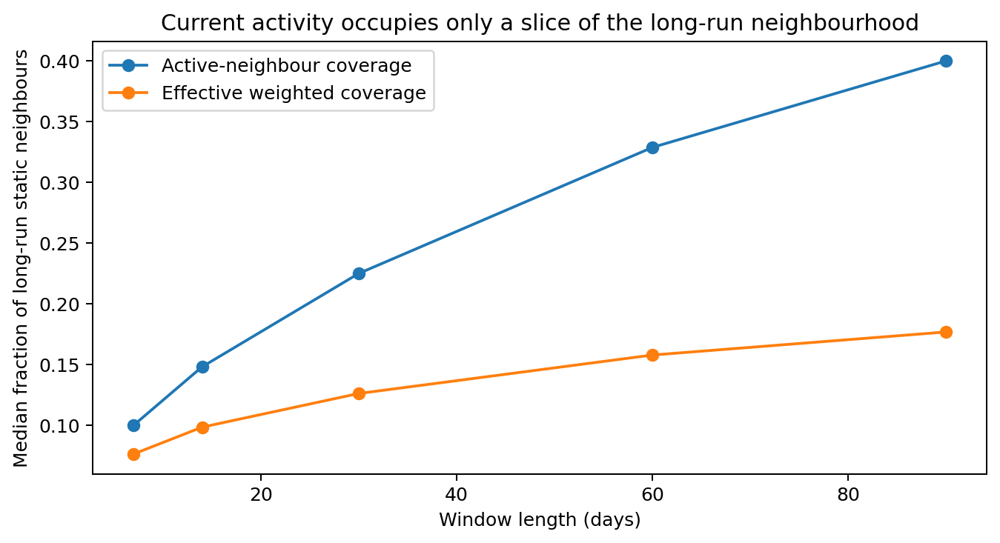 Current activity occupies only a slice of the long-run neighbourhood
Active-neighbour coverage
Effective weighted coverage
Median fraction of long-run static neighbours
0.40
0.35
0.30
0.25
0.20
0.15
0.10
20
40
60
80
Window length (days)